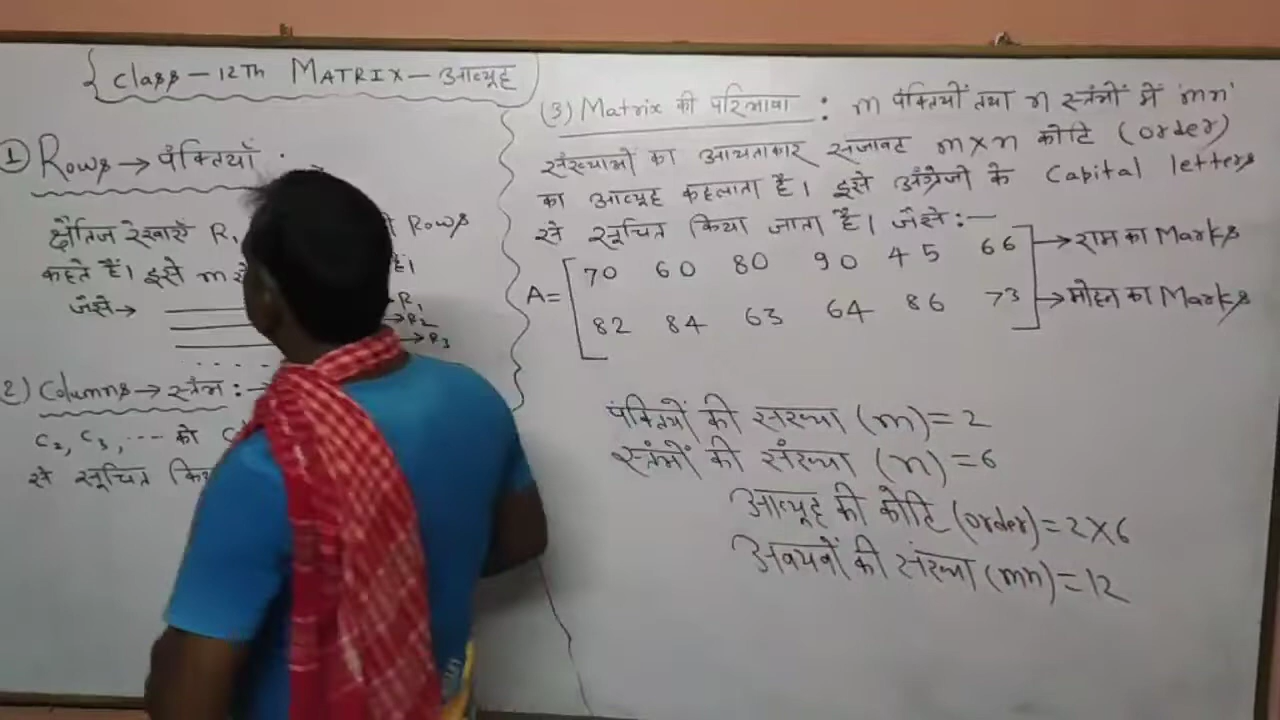 Class - 12Th MATRIX - आव्यूह
1) Rows → पंक्तियाँ
क्षैतिज रेखाएँ R₁ Rows
कहते हैं। इसे m से हैं।
जैसे →
R₁
→ R₂
→ R₃
2) Columns → स्तंभ : -
C₂, C₃, ... को
से सूचित
(3) Matrix की परिभाषा : m पंक्तियों तथा n स्तंभों में 'mn'
संख्याओं का आयताकार सजावट m×n कोटि (order)
का आव्यूह कहलाता है। इसे अंग्रेजी के Capital letters
से सूचित किया जाता है। जैसे : —
A = [ 70 60 80 90 45 66 ] → राम का Marks
82 84 63 64 86 73 → मोहन का Marks
पंक्तियों की संख्या (m) = 2
स्तंभों की संख्या (n) = 6
आव्यूह की कोटि (order) = 2×6
अवयवों की संख्या (mn) = 12